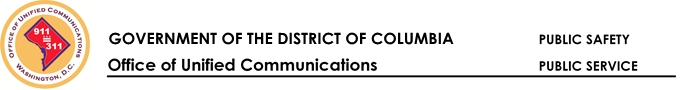 OFFICE OF UNIFIED COMMUNICATIONS
911
311
WASHINGTON, D.C.
GOVERNMENT OF THE DISTRICT OF COLUMBIA PUBLIC SAFETY
Office of Unified Communications PUBLIC SERVICE